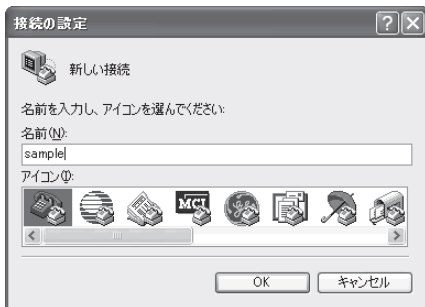 接続の設定
新しい接続
名前を入力し、アイコンを選んでください:
名前(N):
sample
アイコン(I):
MCI
OK
キャンセル